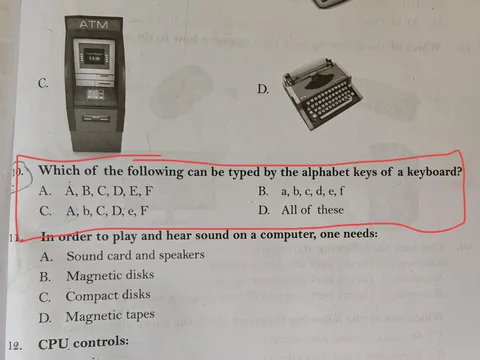 ATM
C.
D.
10. Which of the following can be typed by the alphabet keys of a keyboard?
A. A, B, C, D, E, F
B. a, b, c, d, e, f
C. A, b, C, D, e, F
D. All of these
11. In order to play and hear sound on a computer, one needs:
A. Sound card and speakers
B. Magnetic disks
C. Compact disks
D. Magnetic tapes
12. CPU controls: